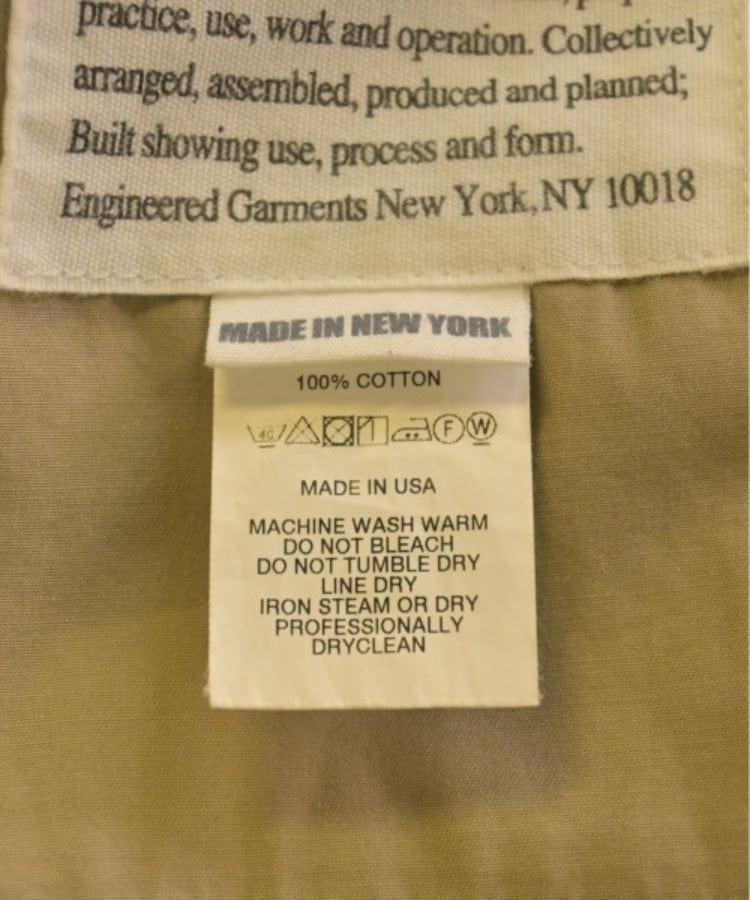 practice, use, work and operation. Collectively
arranged, assembled, produced and planned;
Built showing use, process and form.
Engineered Garments New York, NY 10018
MADE IN NEW YORK
100% COTTON
40 F W
MADE IN USA
MACHINE WASH WARM
DO NOT BLEACH
DO NOT TUMBLE DRY
LINE DRY
IRON STEAM OR DRY
PROFESSIONALLY
DRYCLEAN